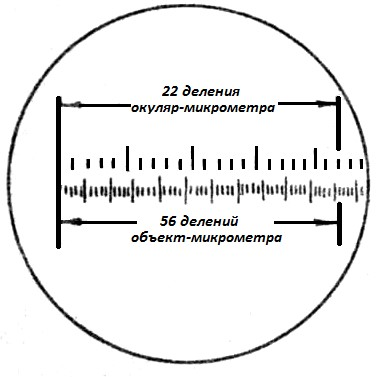 22 деления
окуляр-микрометра
56 делений
объект-микрометра